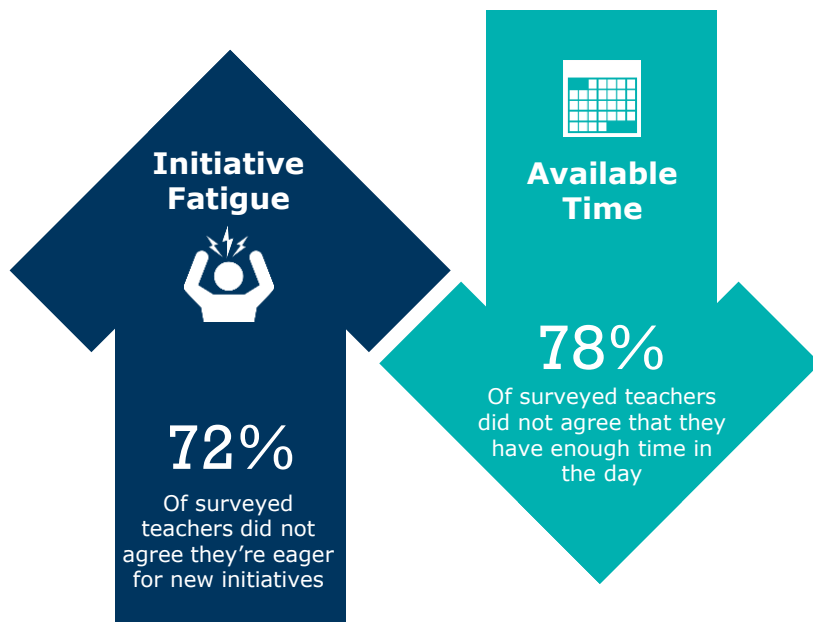 Initiative
Fatigue
72%
Of surveyed
teachers did not
agree they’re eager
for new initiatives
Available
Time
78%
Of surveyed teachers
did not agree that they
have enough time in
the day